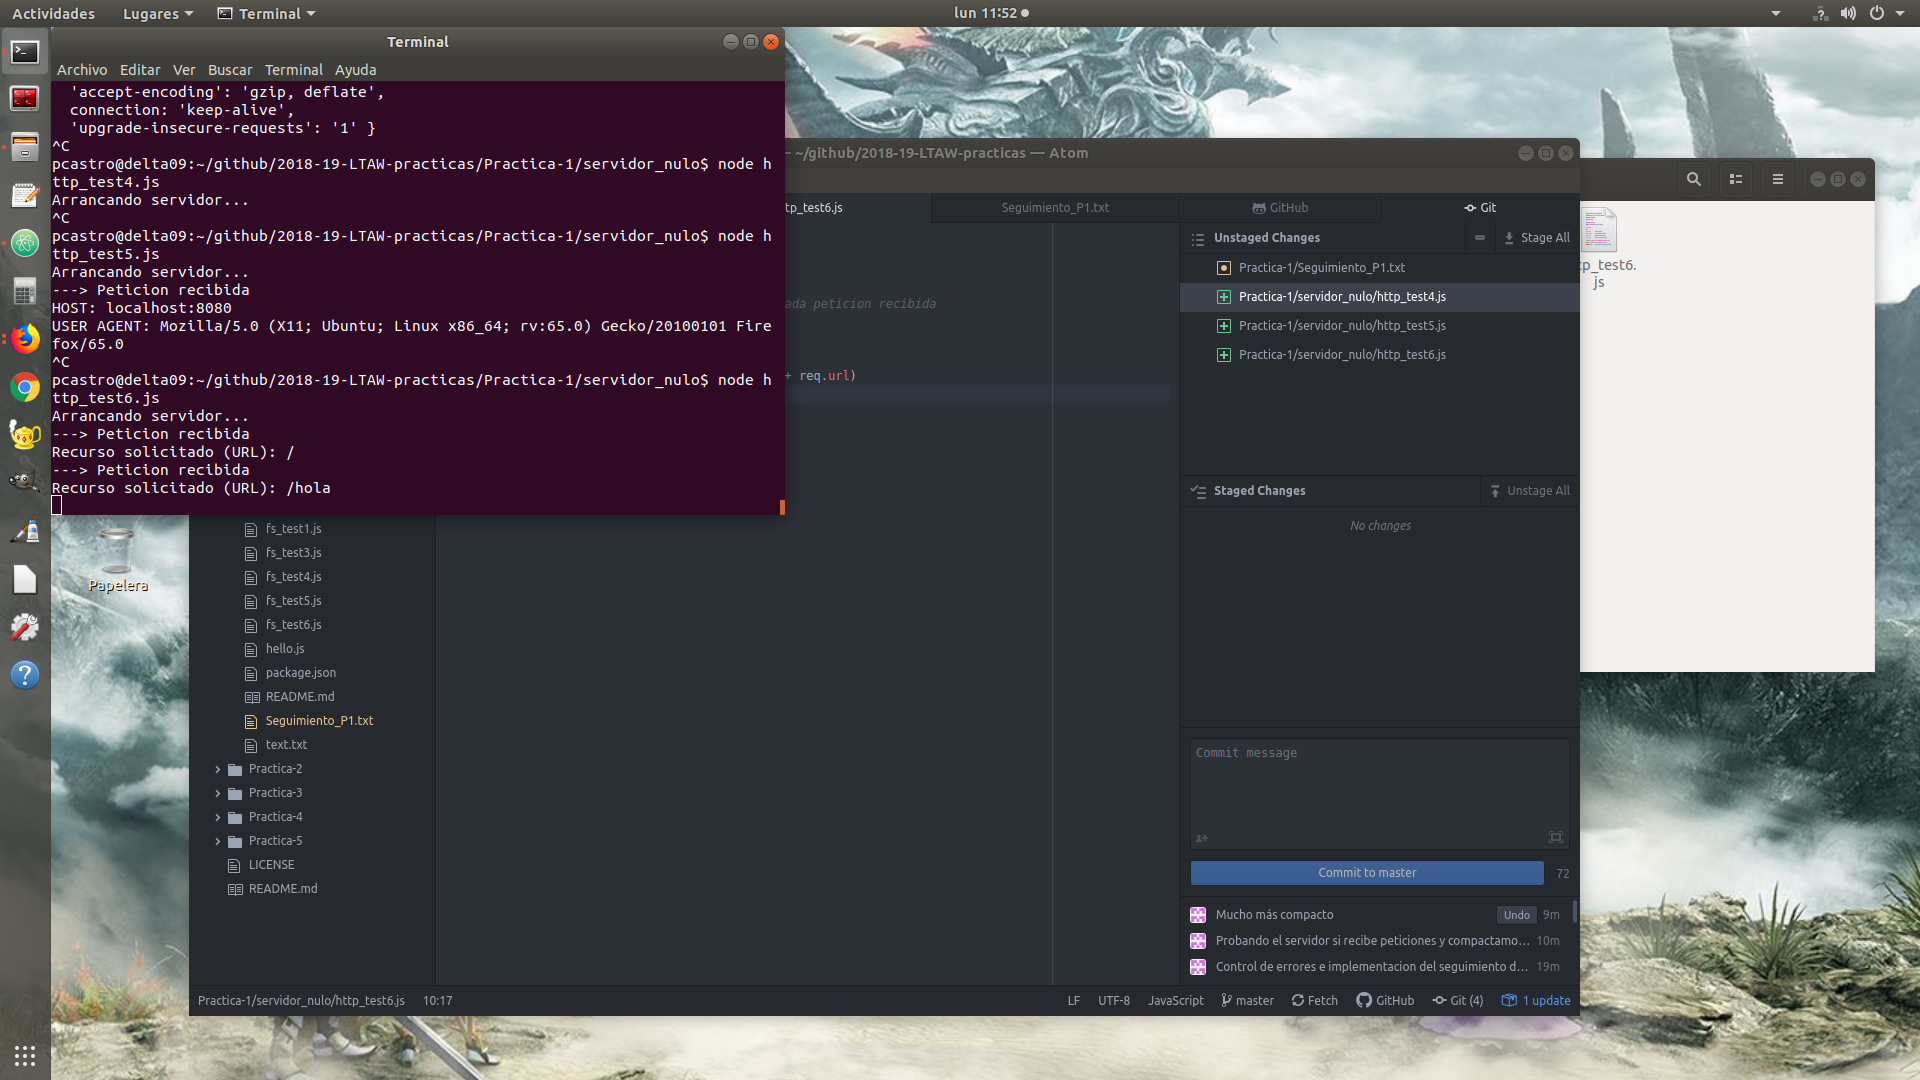 Actividades
Lugares
Terminal
lun 11:52
Terminal
Archivo Editar Ver Buscar Terminal Ayuda
'accept-encoding': 'gzip, deflate',
connection: 'keep-alive',
'upgrade-insecure-requests': '1' }
^C
pcastro@delta09:~/github/2018-19-LTAW-practicas/Practica-1/servidor_nulo$ node h
ttp_test4.js
Arrancando servidor...
^C
pcastro@delta09:~/github/2018-19-LTAW-practicas/Practica-1/servidor_nulo$ node h
ttp_test5.js
Arrancando servidor...
---> Peticion recibida
HOST: localhost:8080
USER AGENT: Mozilla/5.0 (X11; Ubuntu; Linux x86_64; rv:65.0) Gecko/20100101 Fire
fox/65.0
^C
pcastro@delta09:~/github/2018-19-LTAW-practicas/Practica-1/servidor_nulo$ node h
ttp_test6.js
Arrancando servidor...
---> Peticion recibida
Recurso solicitado (URL): /
---> Peticion recibida
Recurso solicitado (URL): /hola
Papelera
— ~/github/2018-19-LTAW-practicas — Atom
tp_test6.js
Seguimiento_P1.txt
ada peticion recibida
+ req.url)
fs_test1.js
fs_test3.js
fs_test4.js
fs_test5.js
fs_test6.js
hello.js
package.json
README.md
Seguimiento_P1.txt
text.txt
Practica-2
Practica-3
Practica-4
Practica-5
LICENSE
README.md
GitHub
Git
Unstaged Changes
Stage All
Practica-1/Seguimiento_P1.txt
Practica-1/servidor_nulo/http_test4.js
Practica-1/servidor_nulo/http_test5.js
Practica-1/servidor_nulo/http_test6.js
Staged Changes
Unstage All
No changes
Commit message
Commit to master
72
Mucho más compacto Undo 9m
Probando el servidor si recibe peticiones y compactamo... 10m
Control de errores e implementacion del seguimiento d... 19m
Practica-1/servidor_nulo/http_test6.js 10:17
LF UTF-8 JavaScript master Fetch GitHub Git (4) 1 update
tp_test6.
js